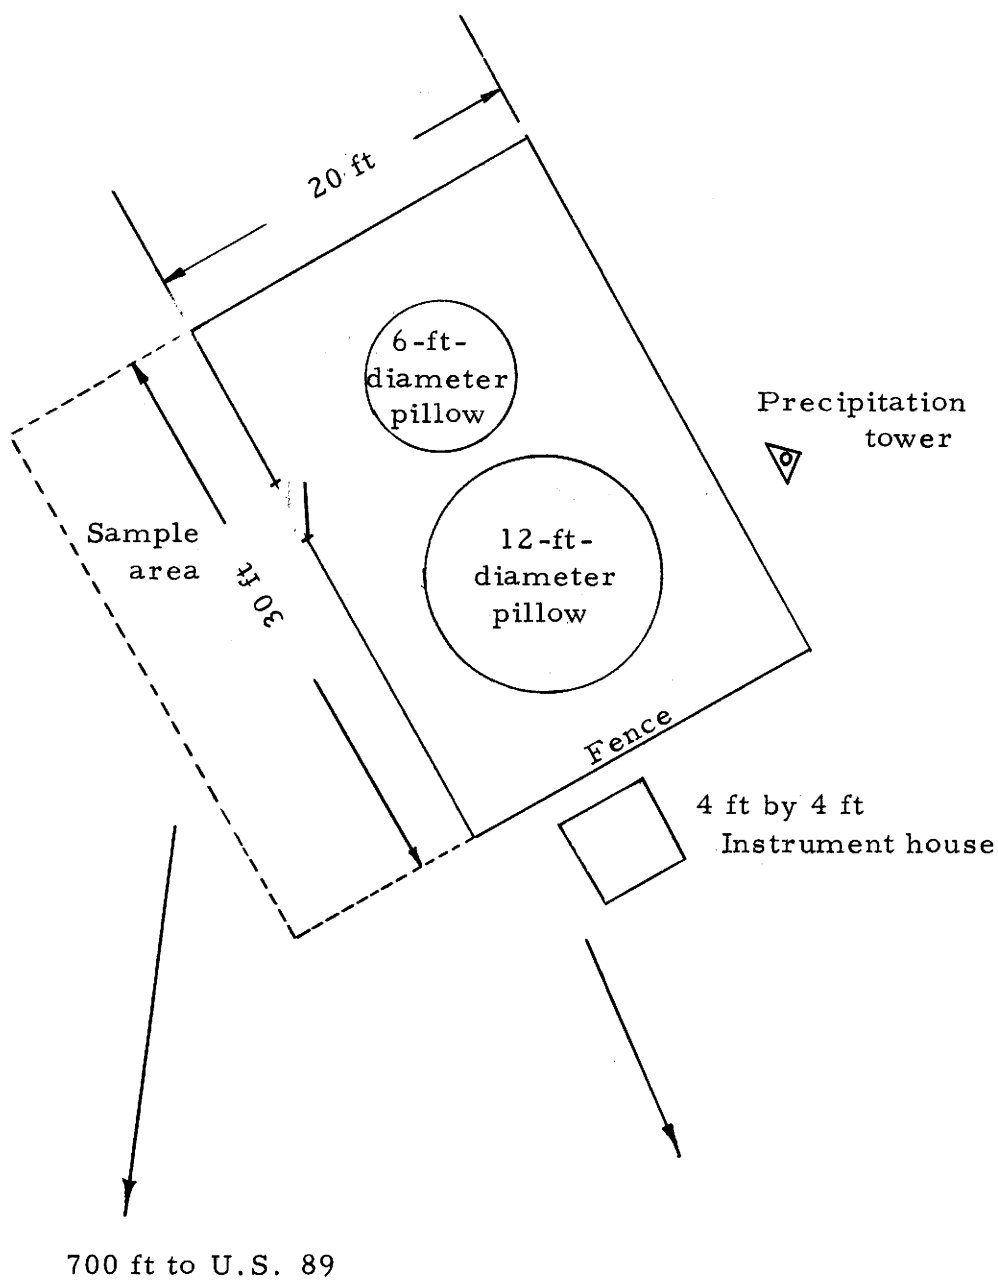 20 ft
6-ft-
diameter
pillow
Precipitation
tower
Sample
area
30 ft
12-ft-
diameter
pillow
Fence
4 ft by 4 ft
Instrument house
700 ft to U.S. 89